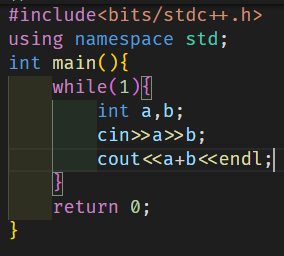 #include<bits/stdc++.h>
using namespace std;
int main(){
    while(1){
        int a,b;
        cin>>a>>b;
        cout<<a+b<<endl;
    }
    return 0;
}